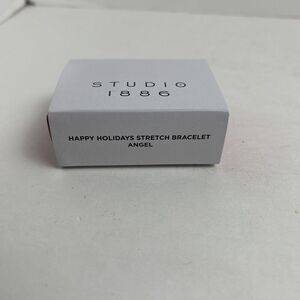 STUDIO
1886
HAPPY HOLIDAYS STRETCH BRACELET
ANGEL